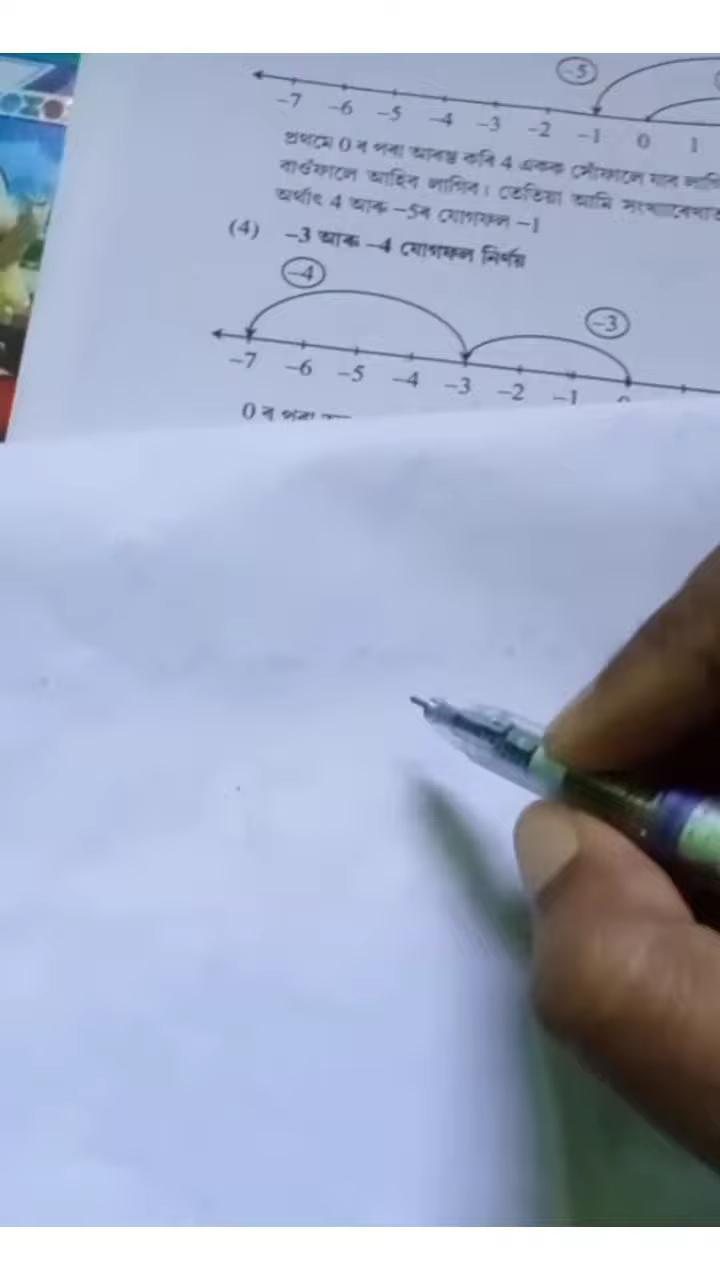 -5
-7 -6 -5 -4 -3 -2 -1 0 1
প্ৰথমে 0 ৰ পৰা আৰম্ভ কৰি 4 একক সোঁফালে যাব
বাওঁফালে আহিব লাগিব। তেতিয়া আমি
অৰ্থাৎ 4 আৰু -5ৰ যোগফল -1
(4) -3 আৰু -4 যোগফল নিৰ্ণয়
-4 -3
-7 -6 -5 -4 -3 -2 -1
0 ৰ পৰা